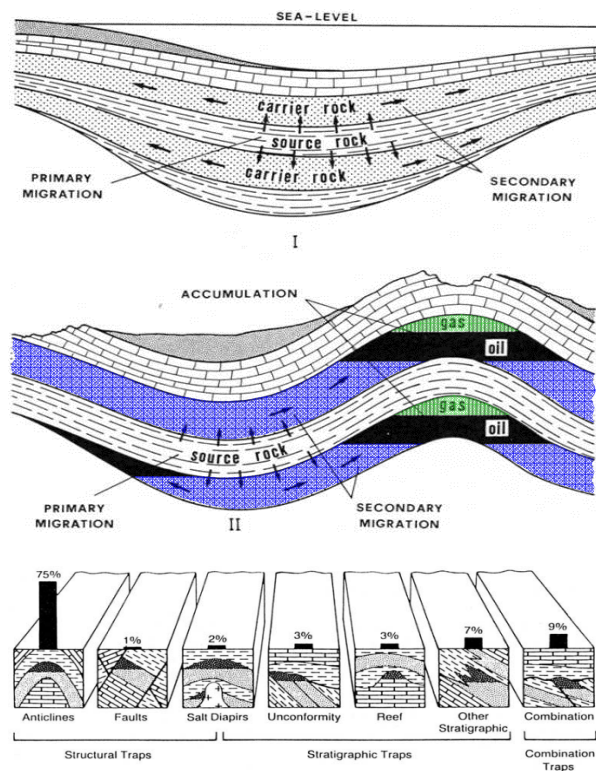 SEA-LEVEL
carrier rock
source rock
carrier rock
PRIMARY
MIGRATION
SECONDARY
MIGRATION
I
ACCUMULATION
gas
oil
gas
oil
source rock
PRIMARY
MIGRATION
SECONDARY
MIGRATION
II
75%
1%
2%
3%
3%
7%
9%
Anticlines
Faults
Salt Diapirs
Unconformity
Reef
Other
Stratigraphic
Combination
Structural Traps
Stratigraphic Traps
Combination
Traps